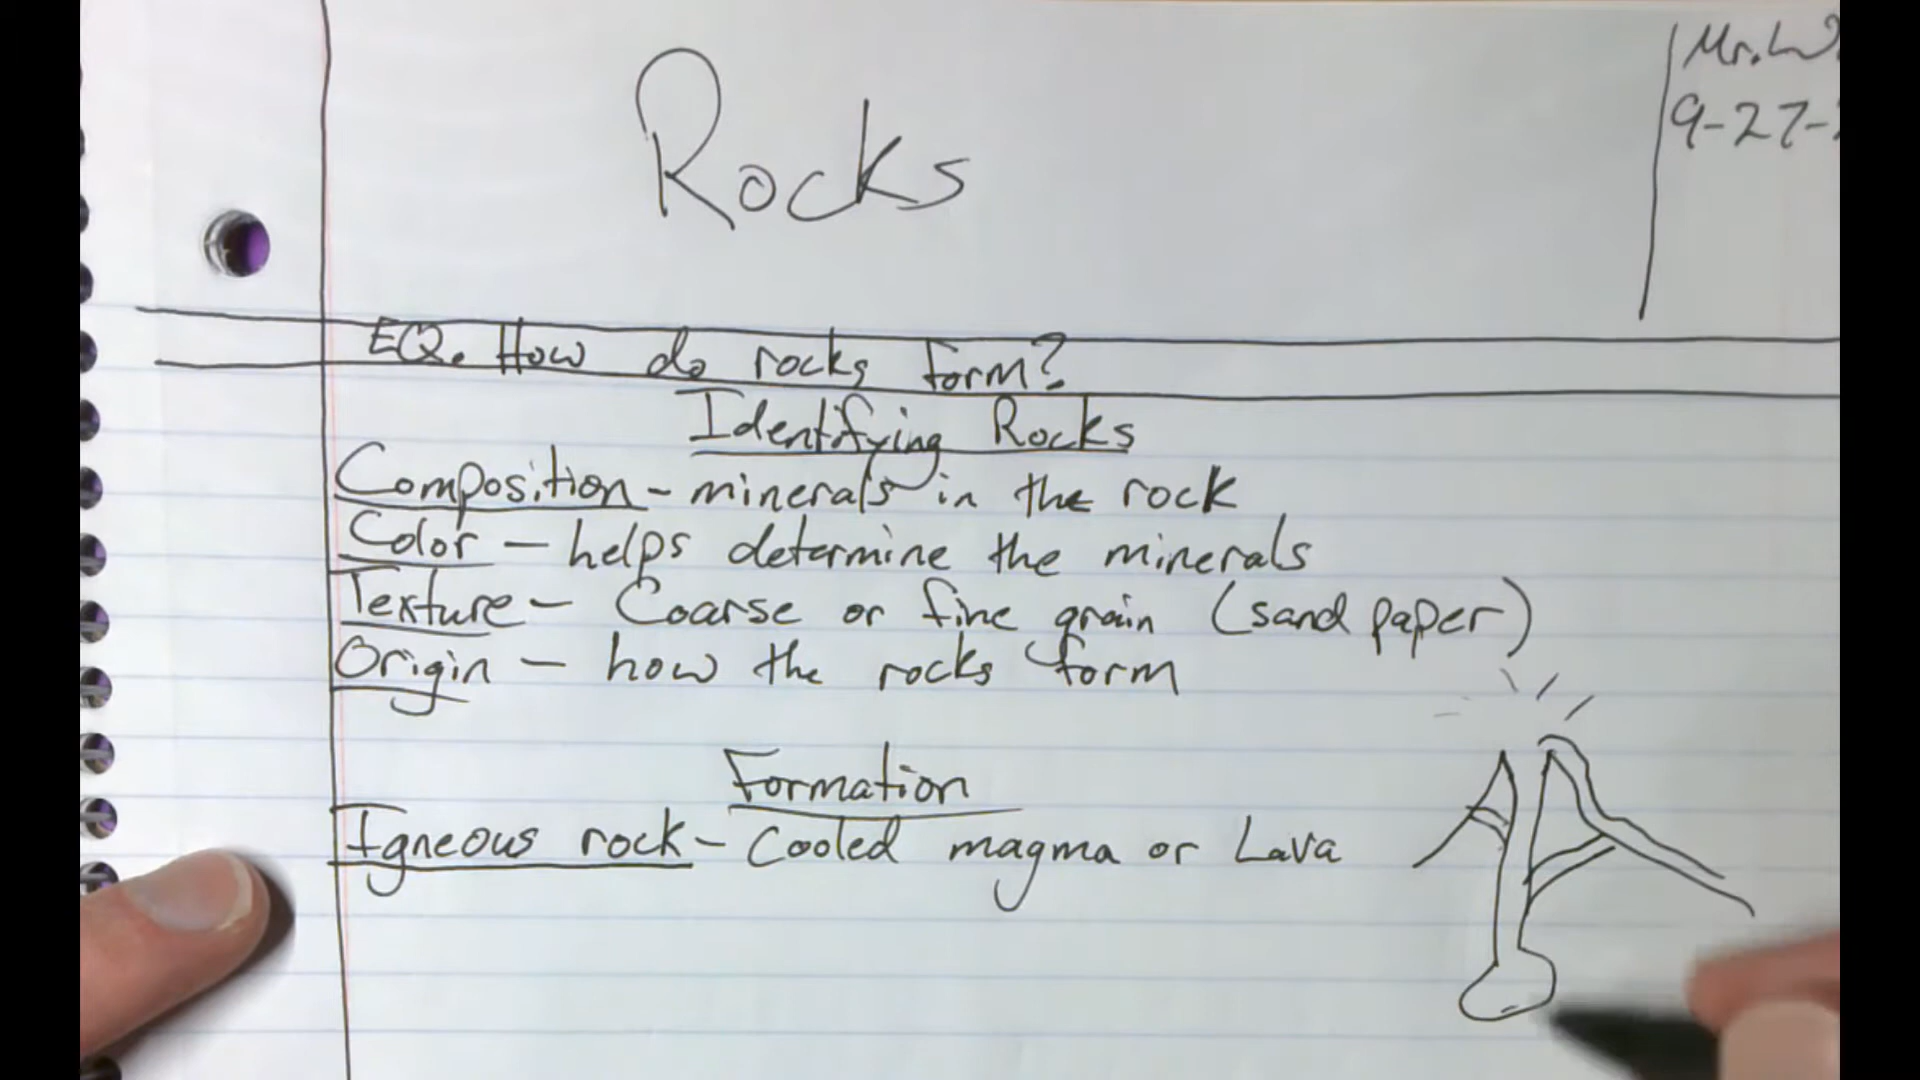 Rocks
Mr. W
9-27-
EQ. How do rocks form?
Identifying Rocks
Composition - minerals in the rock
Color - helps determine the minerals
Texture - Coarse or fine grain (sand paper)
Origin - how the rocks form
Formation
Igneous rock - Cooled magma or Lava